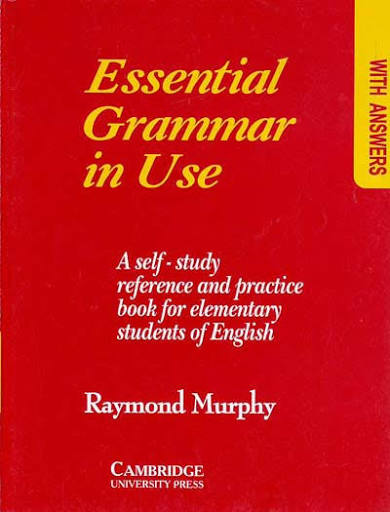 Essential
Grammar
in Use
WITH ANSWERS
A self-study
reference and practice
book for elementary
students of English
Raymond Murphy
CAMBRIDGE
UNIVERSITY PRESS